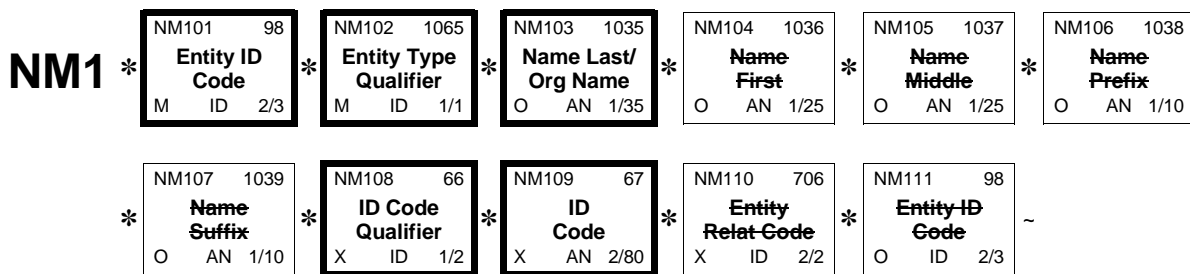 NM101 98 NM102 1065 NM103 1035 NM104 1036 NM105 1037 NM106 1038
NM1 * Entity ID * Entity Type * Name Last/ * Name * Name * Name
Code Qualifier Org Name First Middle Prefix
M ID 2/3 M ID 1/1 O AN 1/35 O AN 1/25 O AN 1/25 O AN 1/10
NM107 1039 NM108 66 NM109 67 NM110 706 NM111 98
* Name * ID Code * ID * Entity * Entity ID ~
Suffix Qualifier Code Relat Code Code
O AN 1/10 X ID 1/2 X AN 2/80 X ID 2/2 O ID 2/3